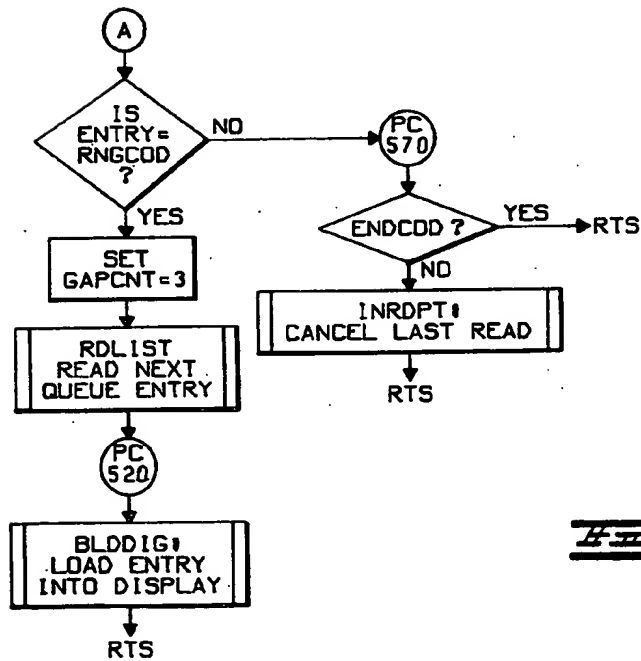 A
IS
ENTRY=
RNGCOD
?
NO
YES
SET
GAPCNT=3
RDLIST
READ NEXT
QUEUE ENTRY
PC
520
BLDDIG:
LOAD ENTRY
INTO DISPLAY
RTS
PC
570
ENDCOD ?
YES
RTS
NO
INRDPT:
CANCEL LAST READ
RTS